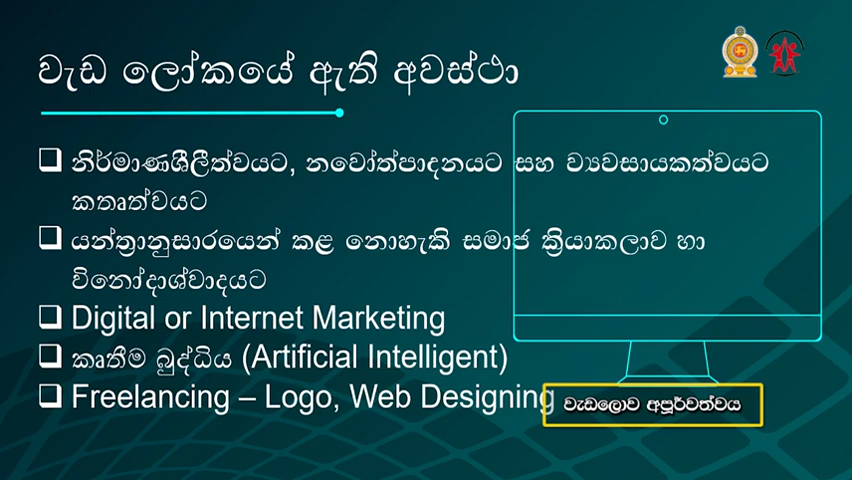 වැඩ ලෝකයේ ඇති අවස්ථා
නිර්මාණශීලීත්වයට, නවෝත්පාදනයට සහ ව්‍යවසායකත්වයට
කතෘත්වයට
යන්ත්‍රානුසාරයෙන් කළ නොහැකි සමාජ ක්‍රියාකලාව හා
විනෝදාශ්වාදයට
Digital or Internet Marketing
කෘතීම බුද්ධිය (Artificial Intelligent)
Freelancing – Logo, Web Designing
වැඩලොව අපූර්වත්වය